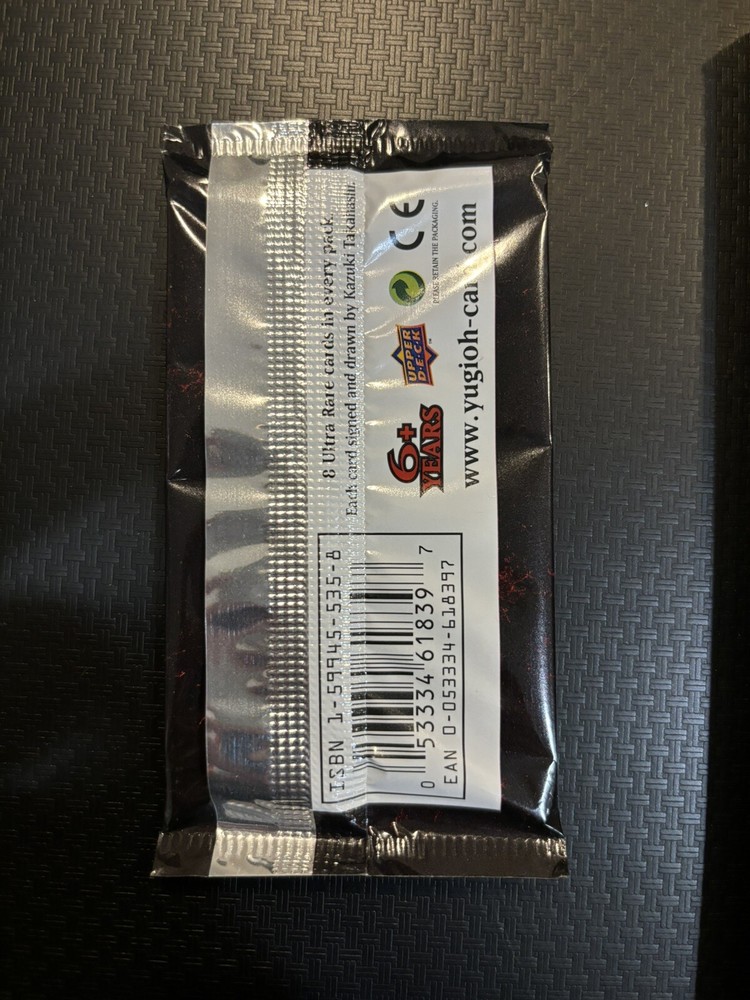 8 Ultra Rare cards in every pack.
Each card signed and drawn by Kazuki Takahashi.
6+
YEARS
UPPER
D·E·C·K
™
CE
PLEASE RETAIN THE PACKAGING.
www.yugioh-card.com
ISBN 1-59945-535-8
0 53334 61839 7
EAN 0-053334-618397